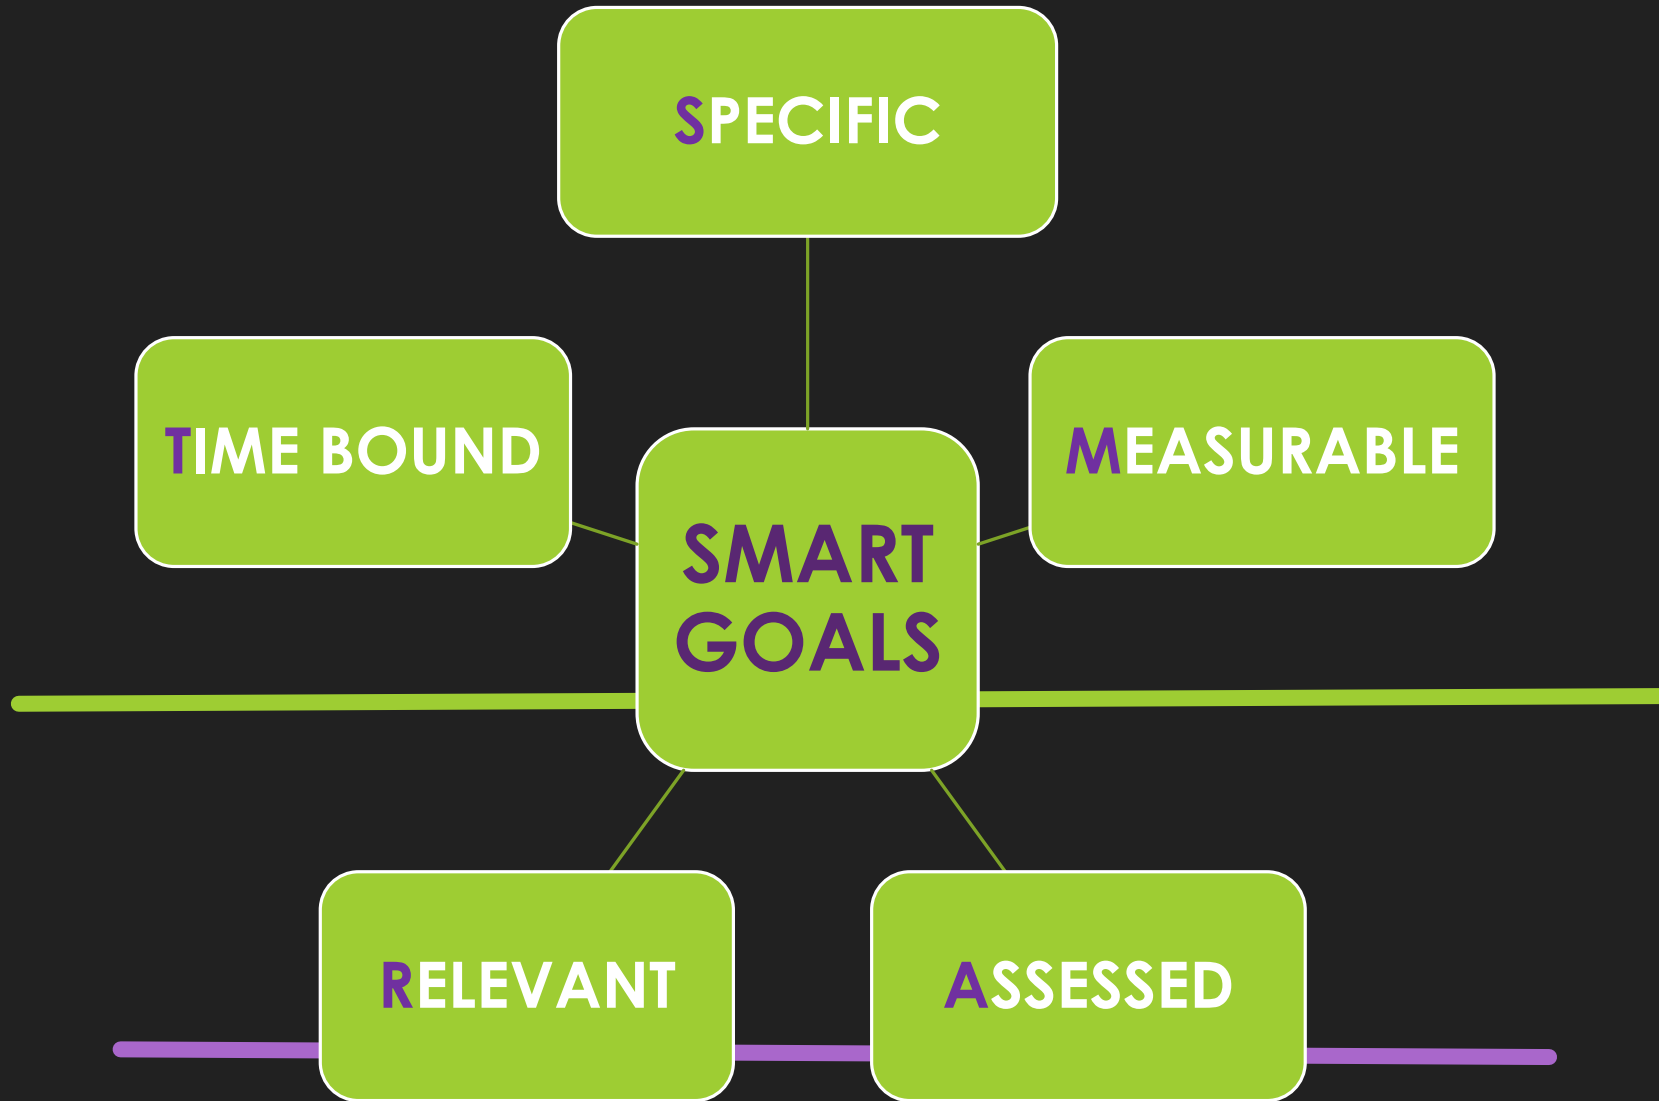 SPECIFIC
TIME BOUND
MEASURABLE
SMART
GOALS
RELEVANT
ASSESSED